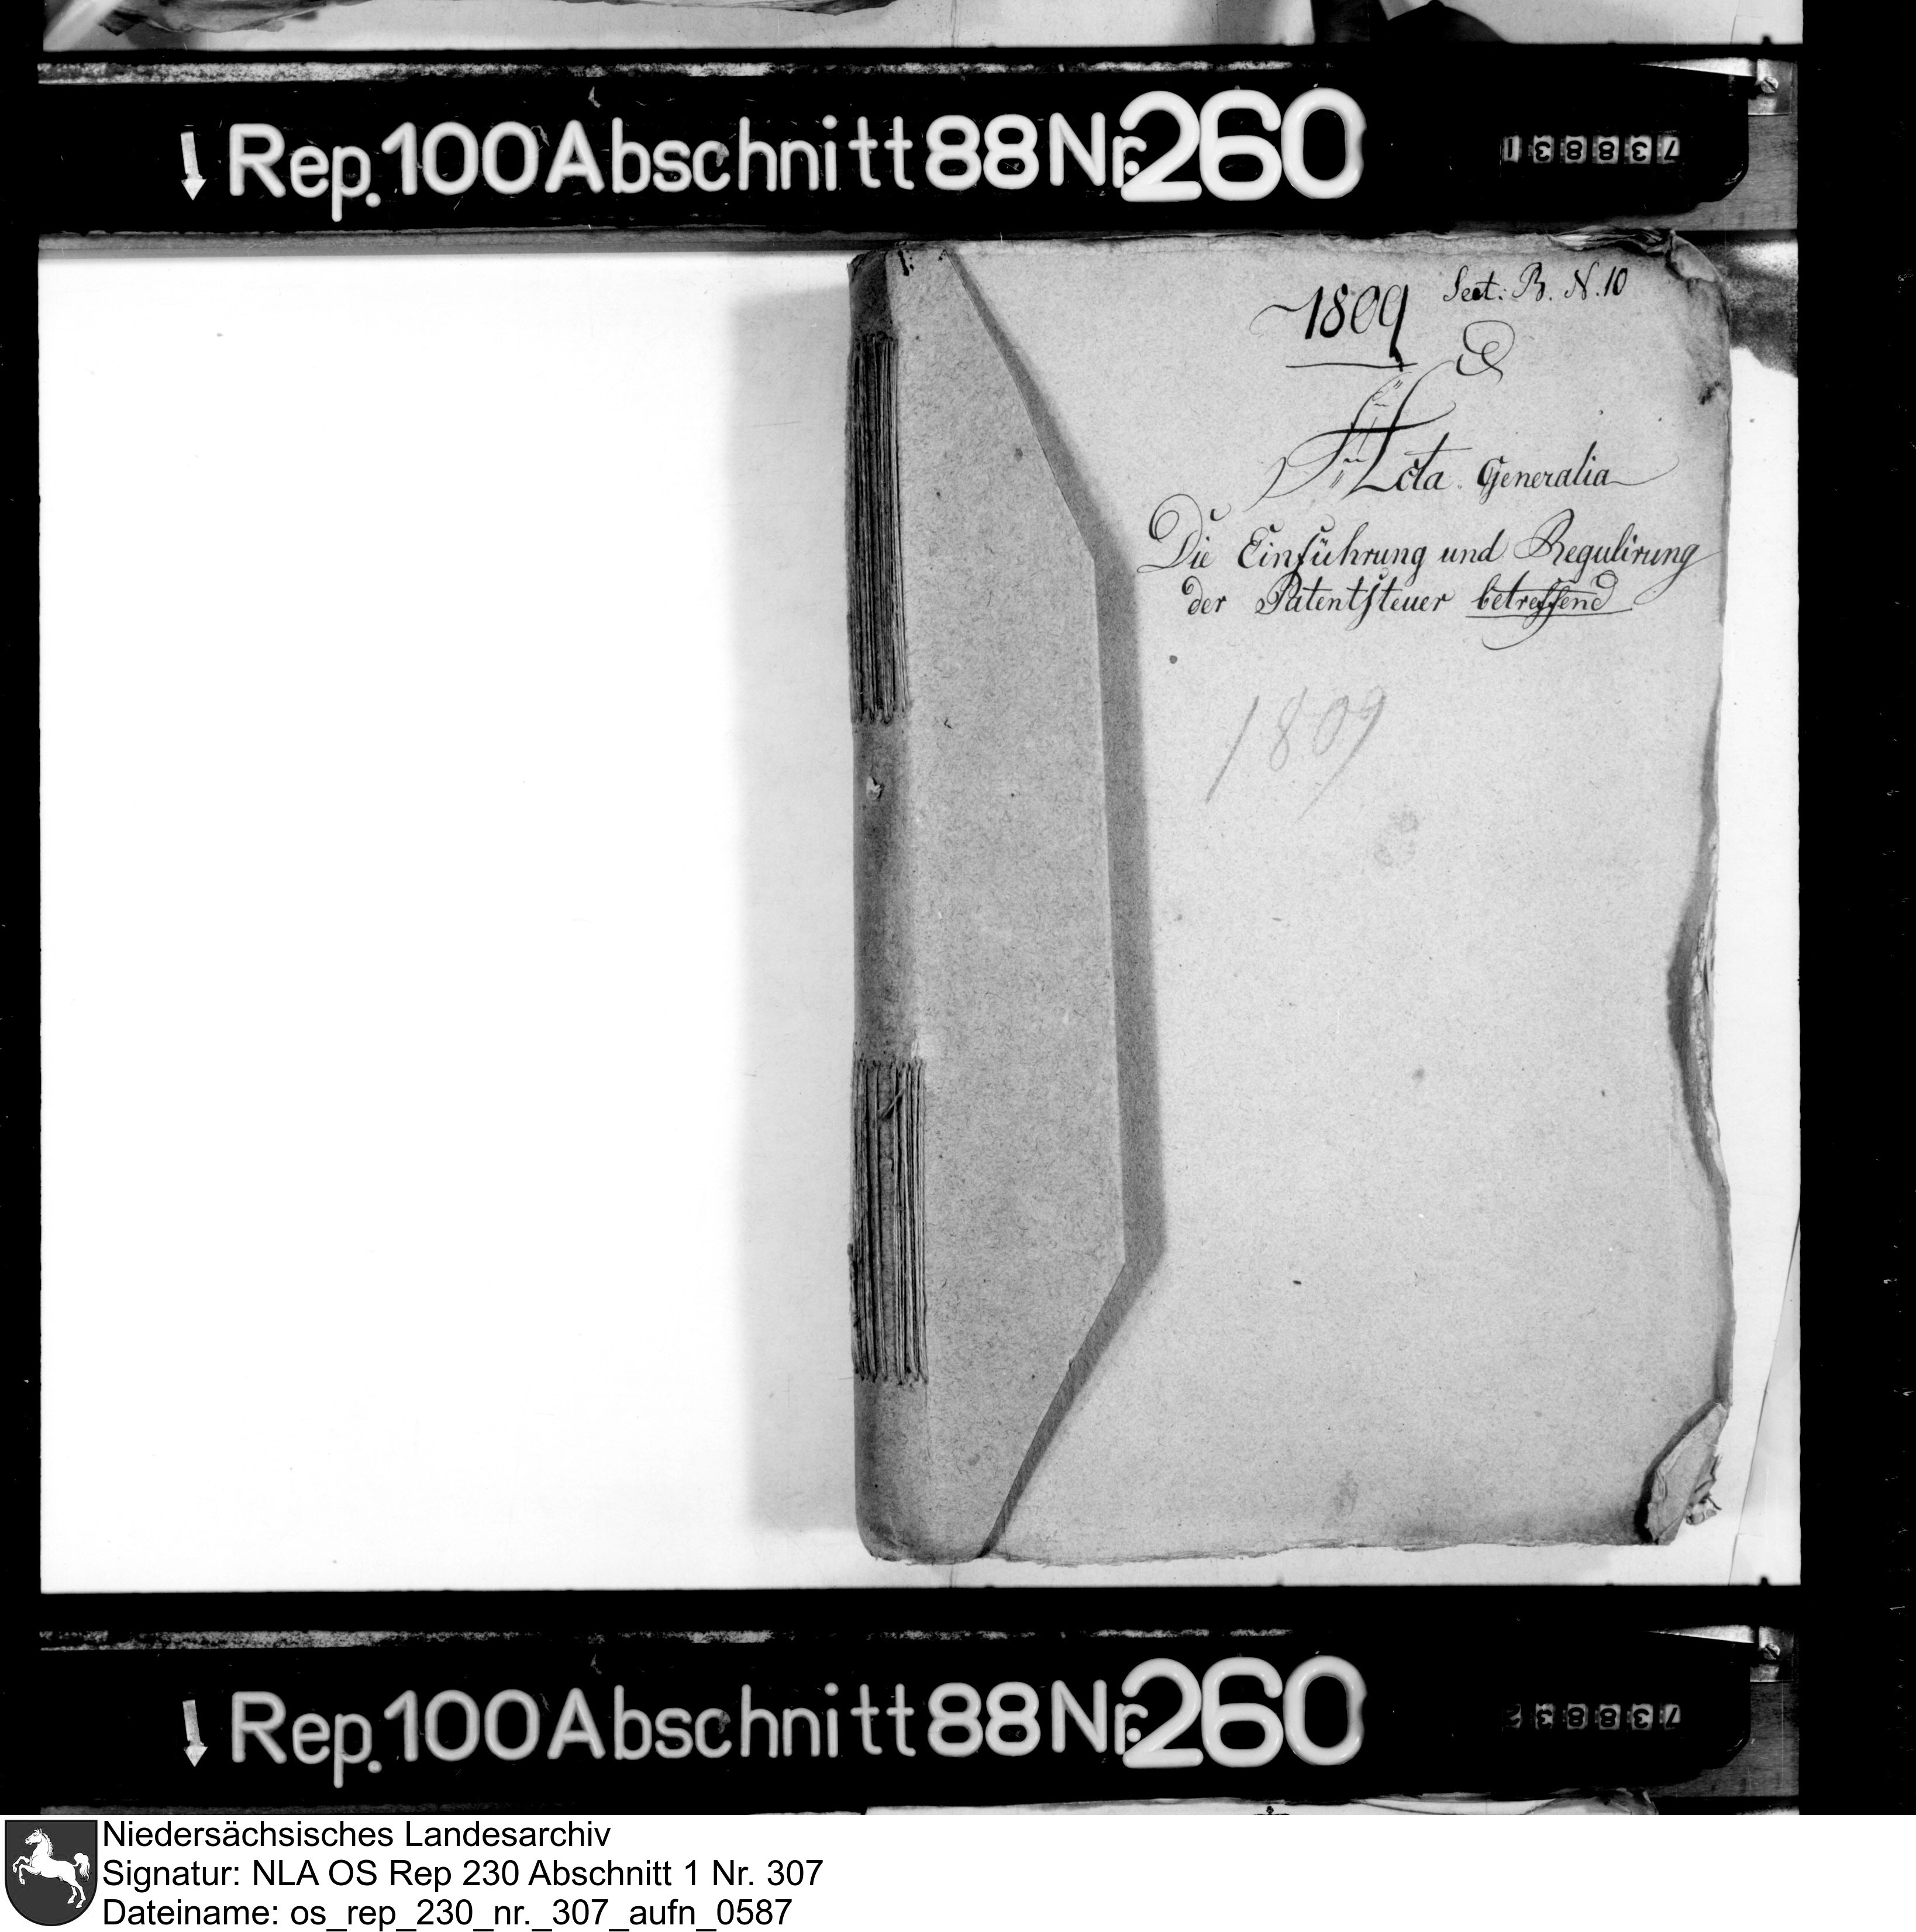 Rep. 100 Abschnitt 88 Nr. 260
738831
1809
Sect: B. N. 10
Acta Generalia
Die Einführung und Regulirung
der Patentsteuer betreffend
1809
Rep. 100 Abschnitt 88 Nr. 260
738832
Niedersächsisches Landesarchiv
Signatur: NLA OS Rep 230 Abschnitt 1 Nr. 307
Dateiname: os_rep_230_nr._307_aufn_0587